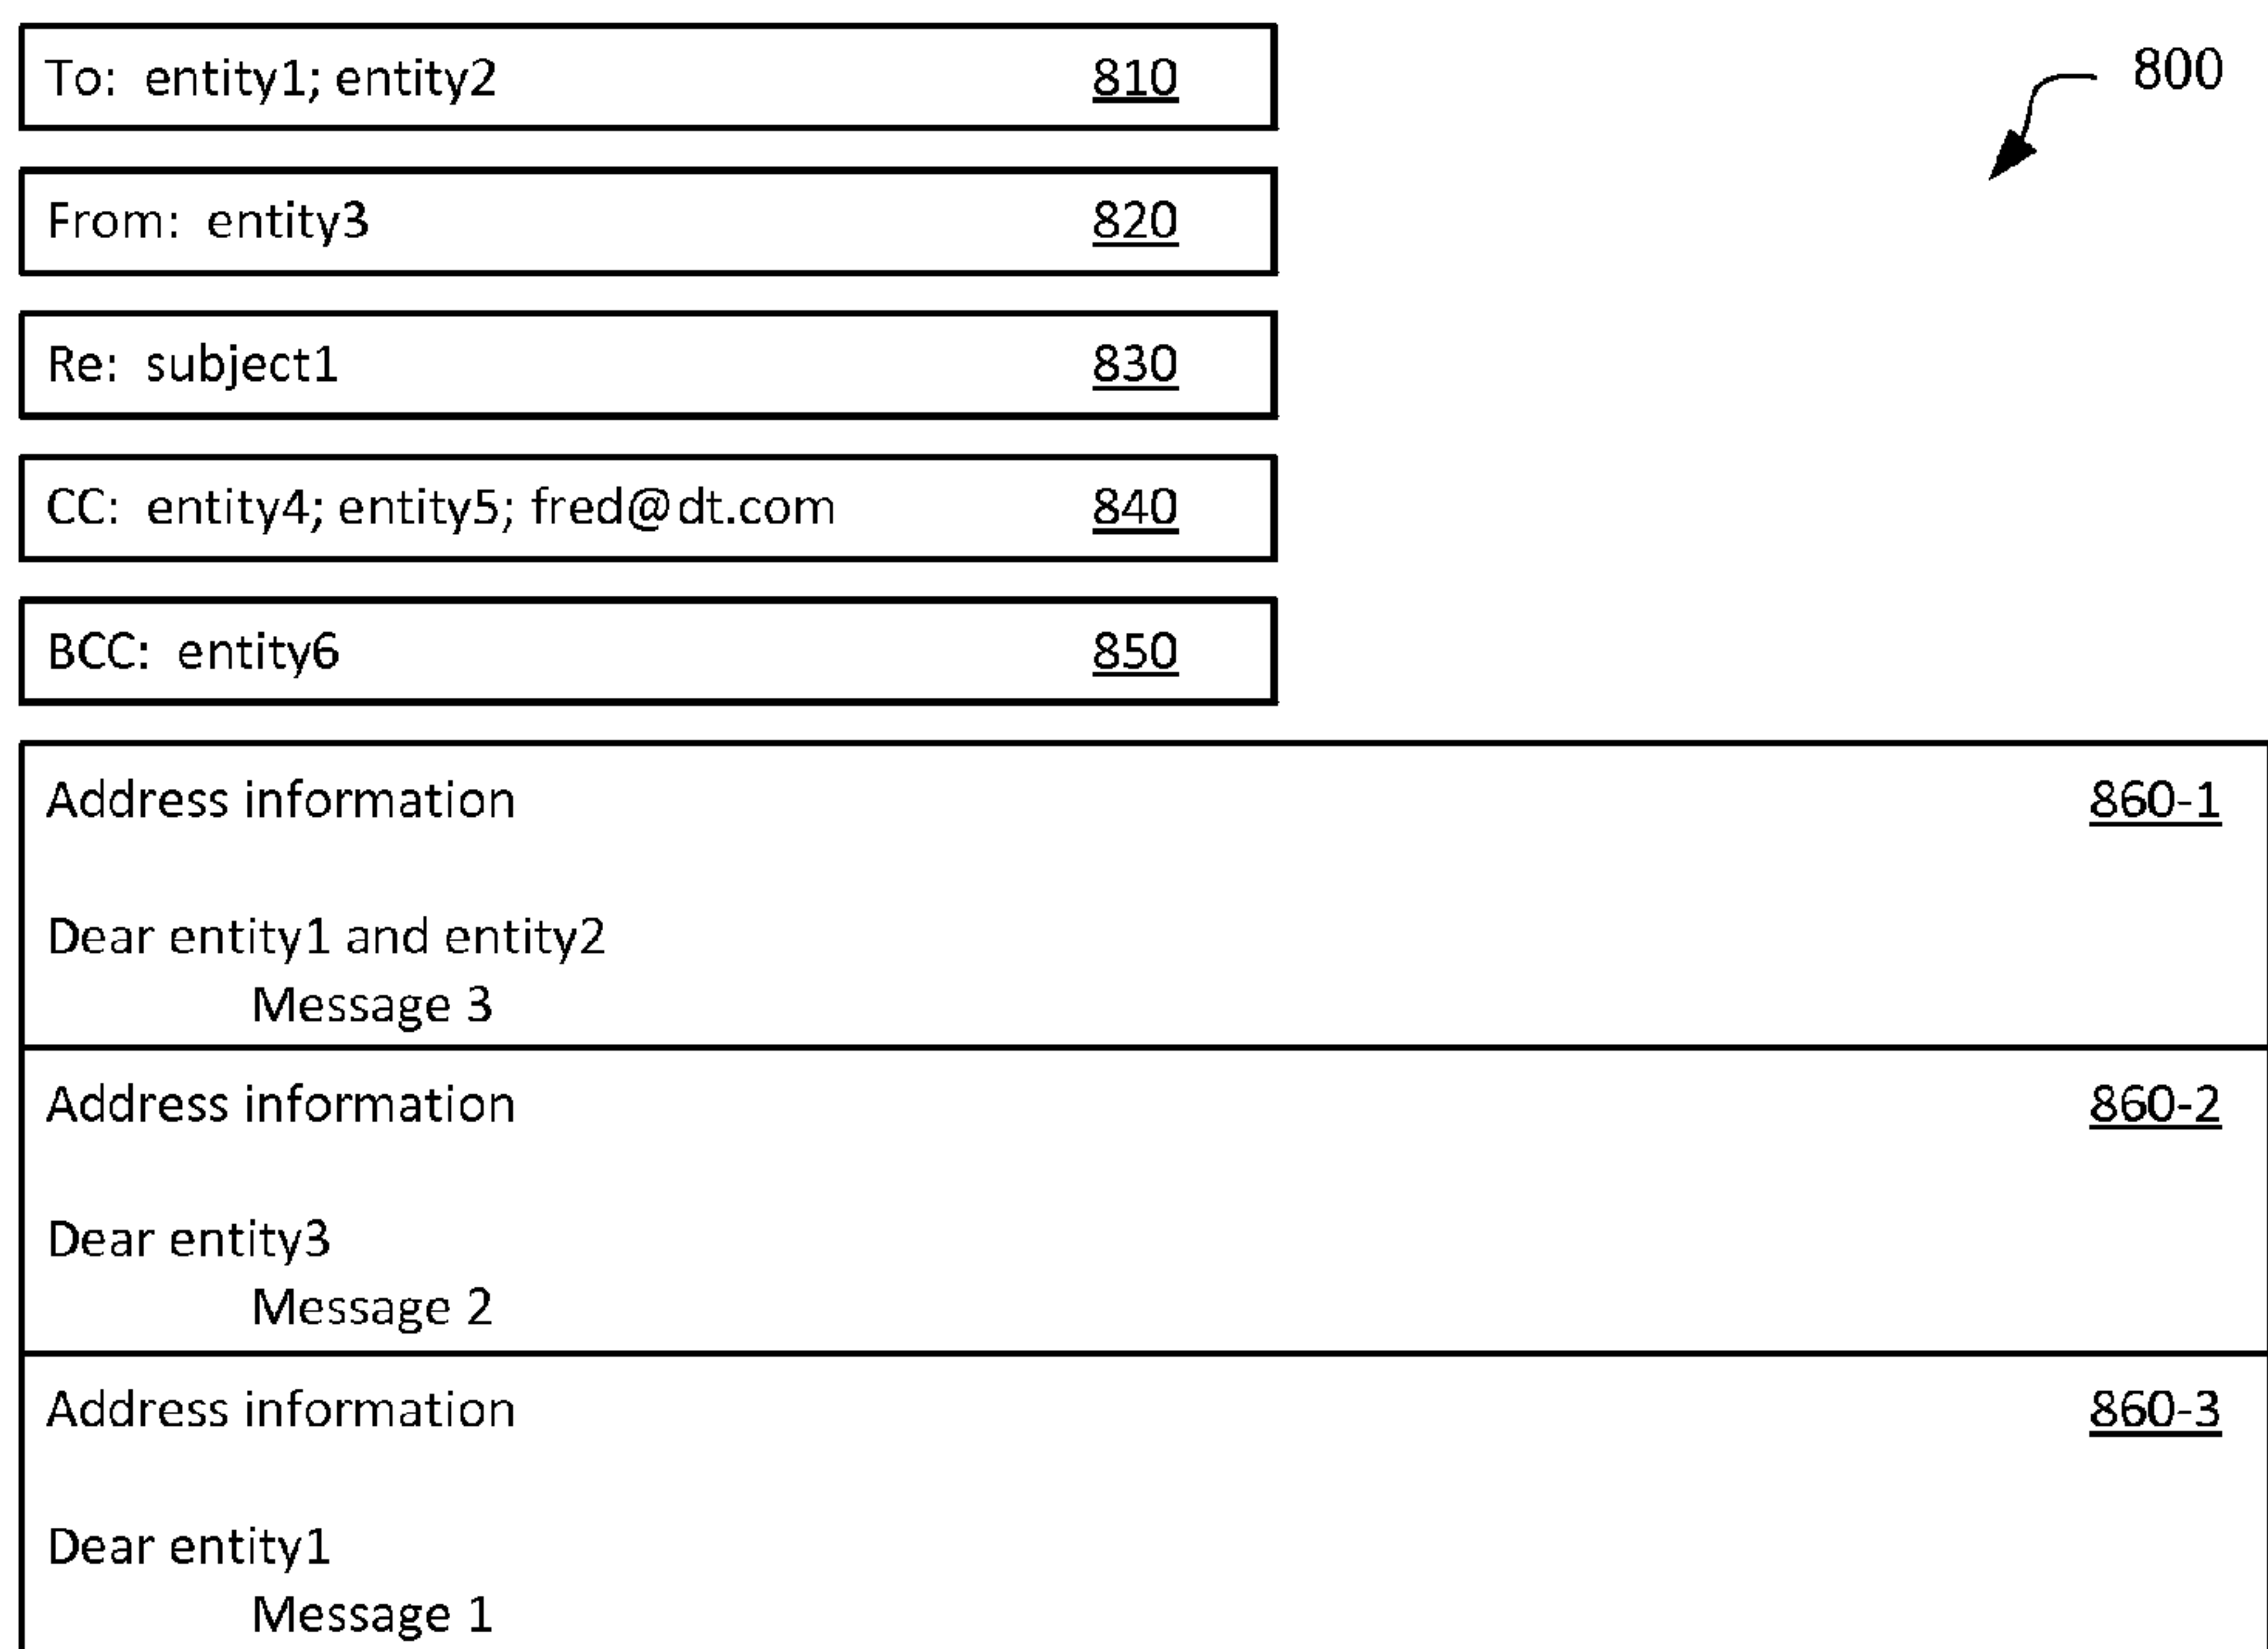 To: entity1; entity2 810
800
From: entity3 820
Re: subject1 830
CC: entity4; entity5; fred@dt.com 840
BCC: entity6 850
Address information 860-1
Dear entity1 and entity2
Message 3
Address information 860-2
Dear entity3
Message 2
Address information 860-3
Dear entity1
Message 1